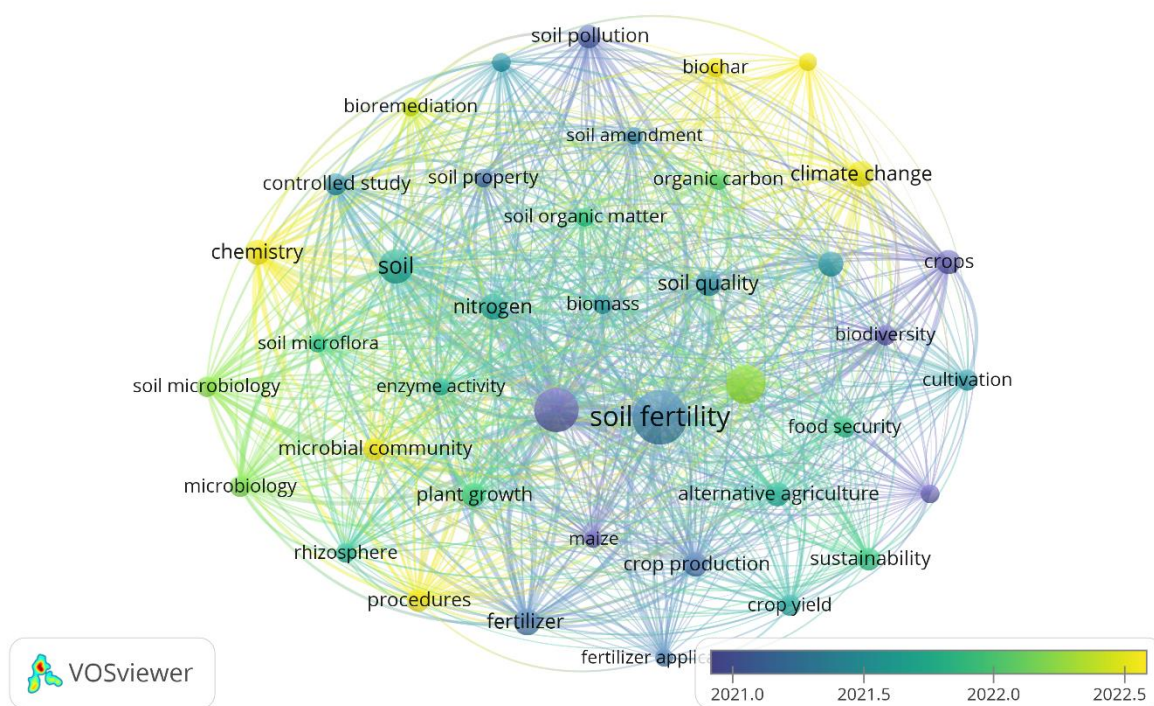 soil pollution
biochar
bioremediation
soil amendment
controlled study
soil property
organic carbon
climate change
soil organic matter
chemistry
soil
crops
soil quality
nitrogen
biomass
biodiversity
soil microflora
soil microbiology
enzyme activity
cultivation
soil fertility
food security
microbial community
microbiology
plant growth
alternative agriculture
maize
rhizosphere
crop production
sustainability
procedures
crop yield
fertilizer
fertilizer applic
VOSviewer
2021.0 2021.5 2022.0 2022.5